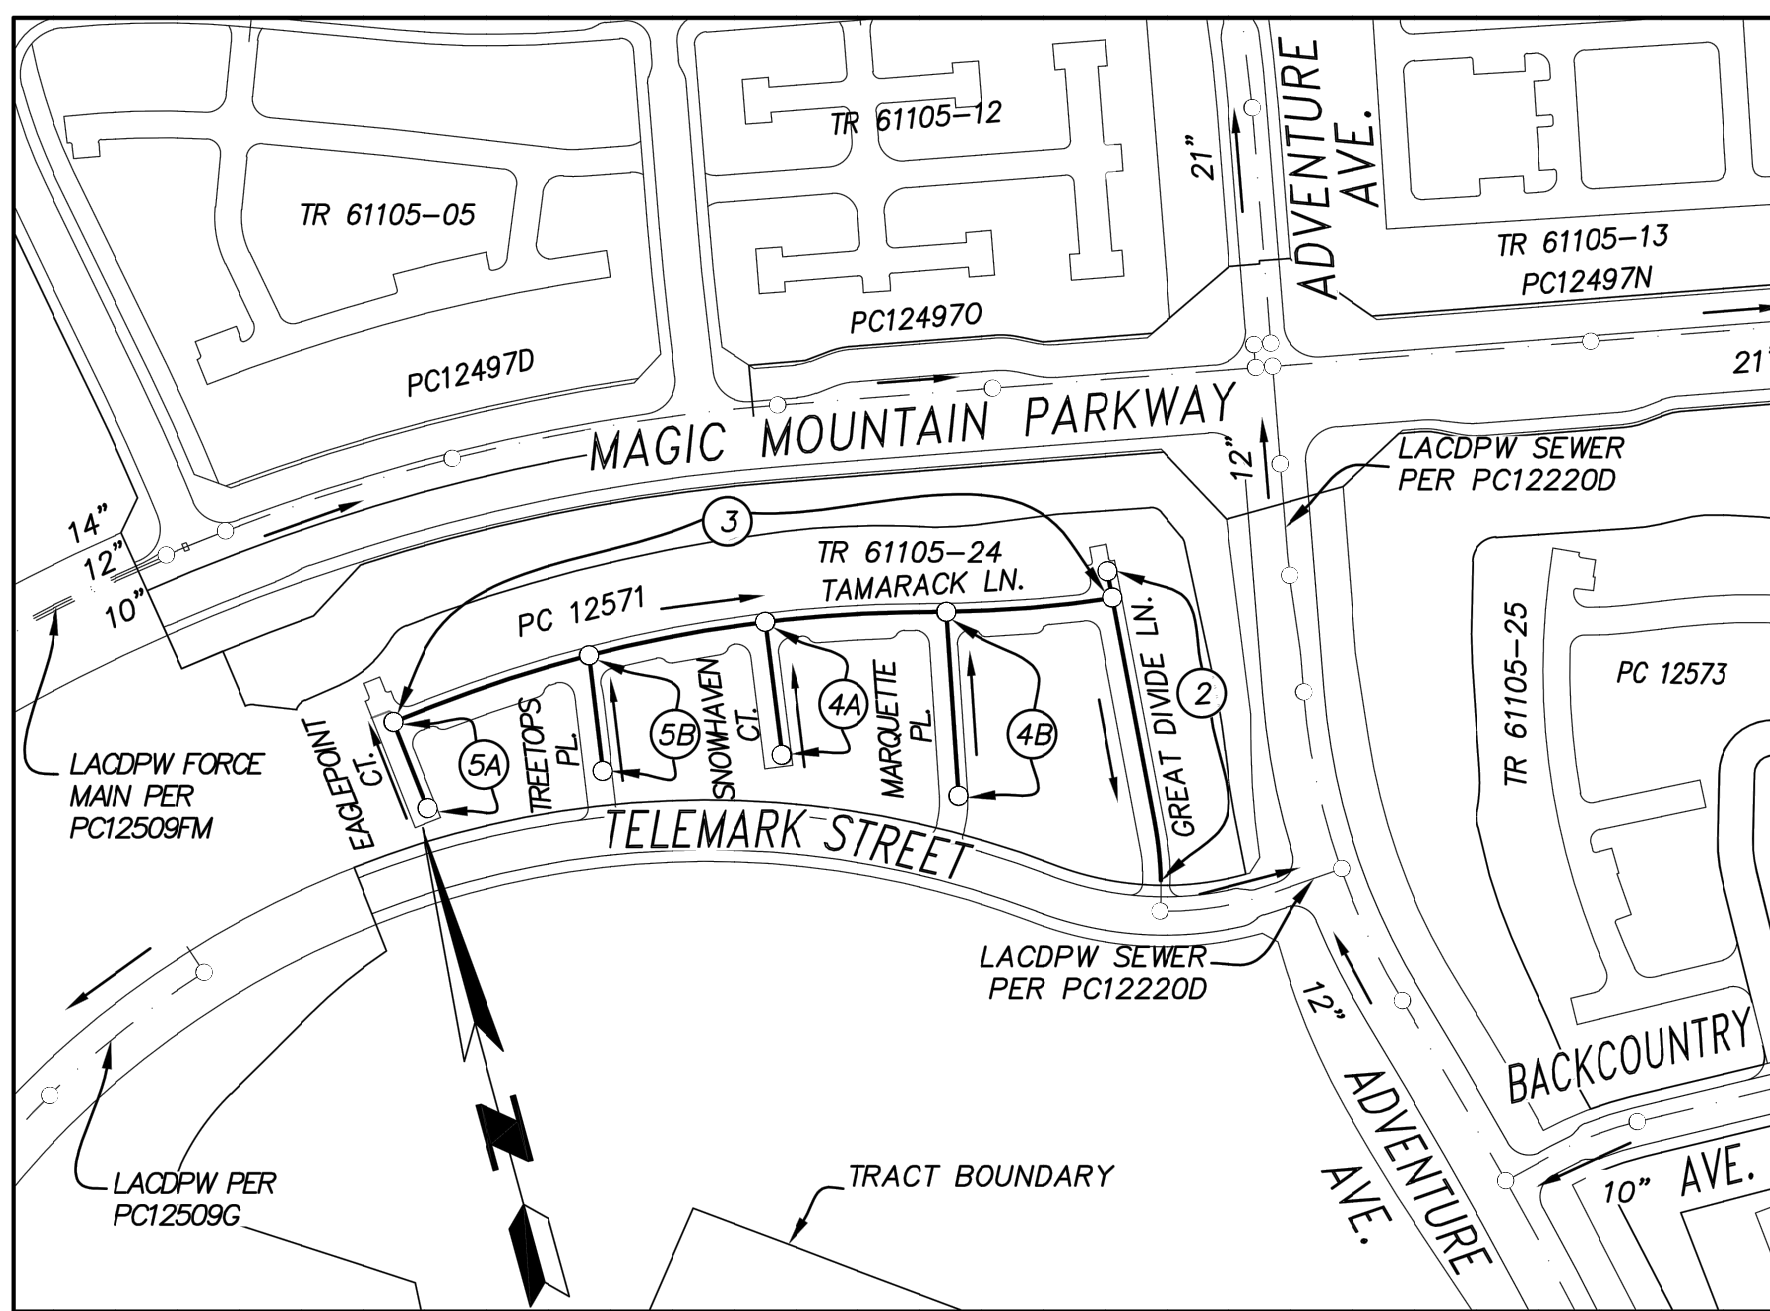 ADVENTURE
AVE.
TR 61105-12
21"
TR 61105-05
TR 61105-13
PC12497N
PC12497O
PC12497D
21"
MAGIC MOUNTAIN PARKWAY
LACDPW SEWER
PER PC12220D
12"
14"
12"
10"
3
TR 61105-24
TAMARACK LN.
PC 12571
TR 61105-25
PC 12573
GREAT DIVIDE LN.
2
EAGLEPOINT
CT.
5A
TREETOPS
PL.
5B
SNOWHAVEN
CT.
4A
MARQUETTE
PL.
4B
LACDPW FORCE
MAIN PER
PC12509FM
TELEMARK STREET
LACDPW SEWER
PER PC12220D
12"
BACKCOUNTRY
AVE.
10"
ADVENTURE
AVE.
N
LACDPW PER
PC12509G
TRACT BOUNDARY